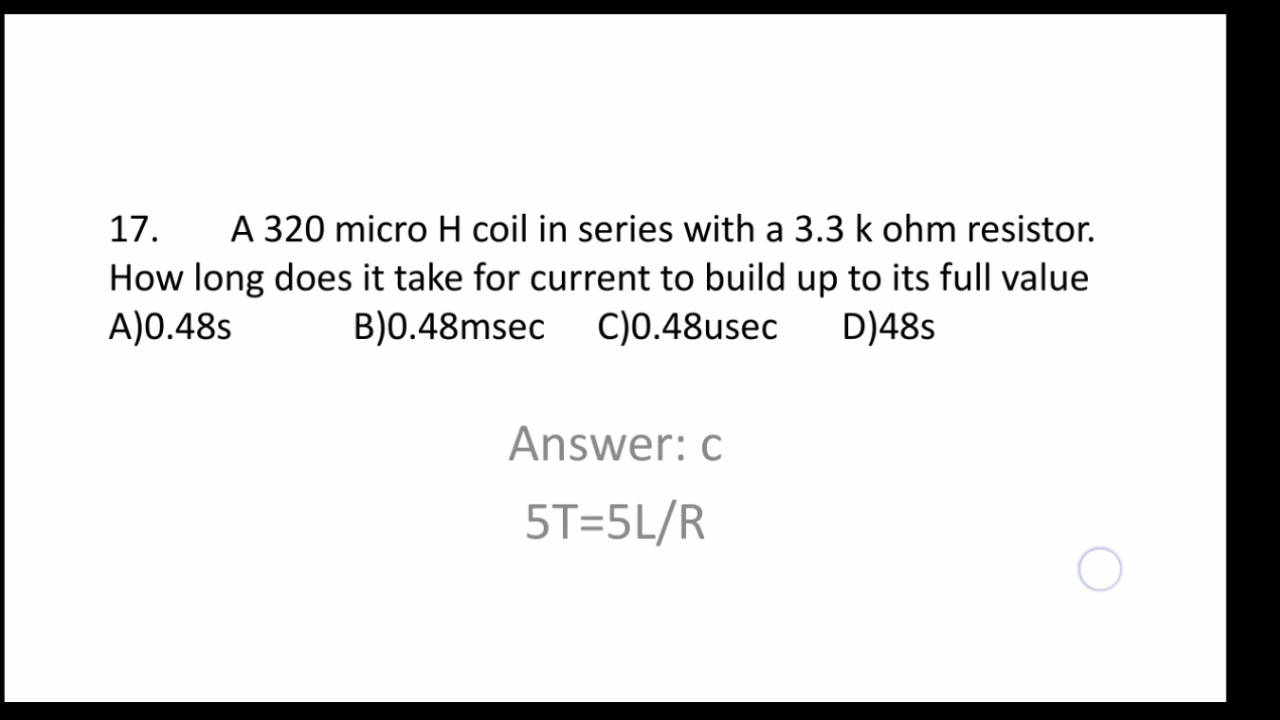 17. A 320 micro H coil in series with a 3.3 k ohm resistor.
How long does it take for current to build up to its full value
A)0.48s B)0.48msec C)0.48usec D)48s
Answer: c
5T=5L/R